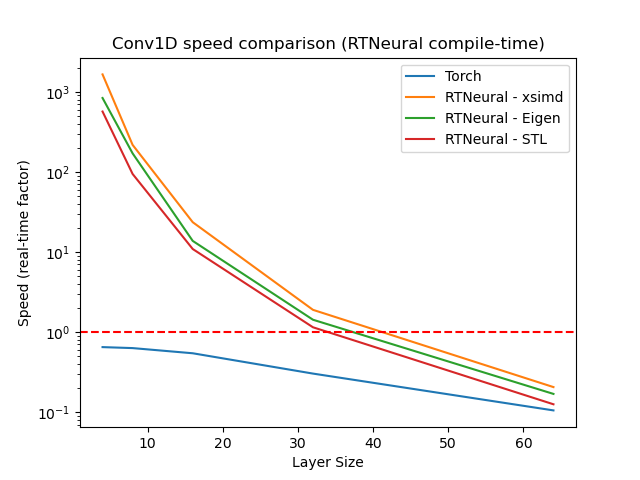 Conv1D speed comparison (RTNeural compile-time)
Torch
RTNeural - xsimd
RTNeural - Eigen
RTNeural - STL
Speed (real-time factor)
10³
10²
10¹
10⁰
10⁻¹
10 20 30 40 50 60
Layer Size